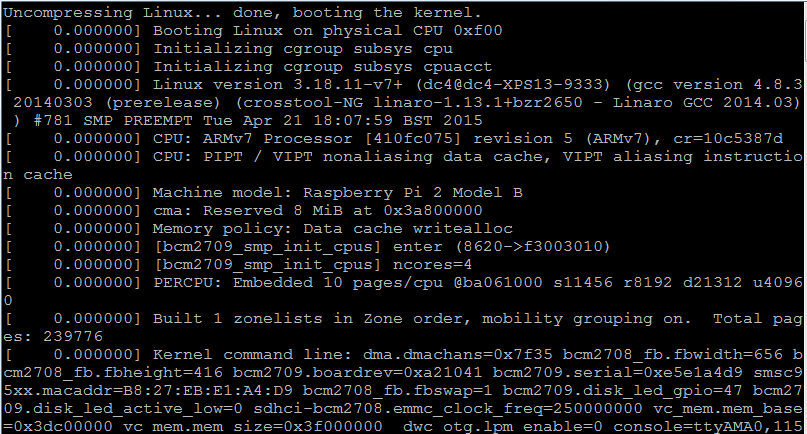 Uncompressing Linux... done, booting the kernel.
[    0.000000] Booting Linux on physical CPU 0xf00
[    0.000000] Initializing cgroup subsys cpu
[    0.000000] Initializing cgroup subsys cpuacct
[    0.000000] Linux version 3.18.11-v7+ (dc4@dc4-XPS13-9333) (gcc version 4.8.3
 20140303 (prerelease) (crosstool-NG linaro-1.13.1+bzr2650 - Linaro GCC 2014.03)
 ) #781 SMP PREEMPT Tue Apr 21 18:07:59 BST 2015
[    0.000000] CPU: ARMv7 Processor [410fc075] revision 5 (ARMv7), cr=10c5387d
[    0.000000] CPU: PIPT / VIPT nonaliasing data cache, VIPT aliasing instructio
n cache
[    0.000000] Machine model: Raspberry Pi 2 Model B
[    0.000000] cma: Reserved 8 MiB at 0x3a800000
[    0.000000] Memory policy: Data cache writealloc
[    0.000000] [bcm2709_smp_init_cpus] enter (8620->f3003010)
[    0.000000] [bcm2709_smp_init_cpus] ncores=4
[    0.000000] PERCPU: Embedded 10 pages/cpu @ba061000 s11456 r8192 d21312 u4096
0
[    0.000000] Built 1 zonelists in Zone order, mobility grouping on.  Total pag
es: 239776
[    0.000000] Kernel command line: dma.dmachans=0x7f35 bcm2708_fb.fbwidth=656 b
cm2708_fb.fbheight=416 bcm2709.boardrev=0xa21041 bcm2709.serial=0xe5e1a4d9 smsc9
5xx.macaddr=B8:27:EB:E1:A4:D9 bcm2708_fb.fbswap=1 bcm2709.disk_led_gpio=47 bcm27
09.disk_led_active_low=0 sdhci-bcm2708.emmc_clock_freq=250000000 vc_mem.mem_base
=0x3dc00000 vc_mem.mem_size=0x3f000000  dwc_otg.lpm_enable=0 console=ttyAMA0,115